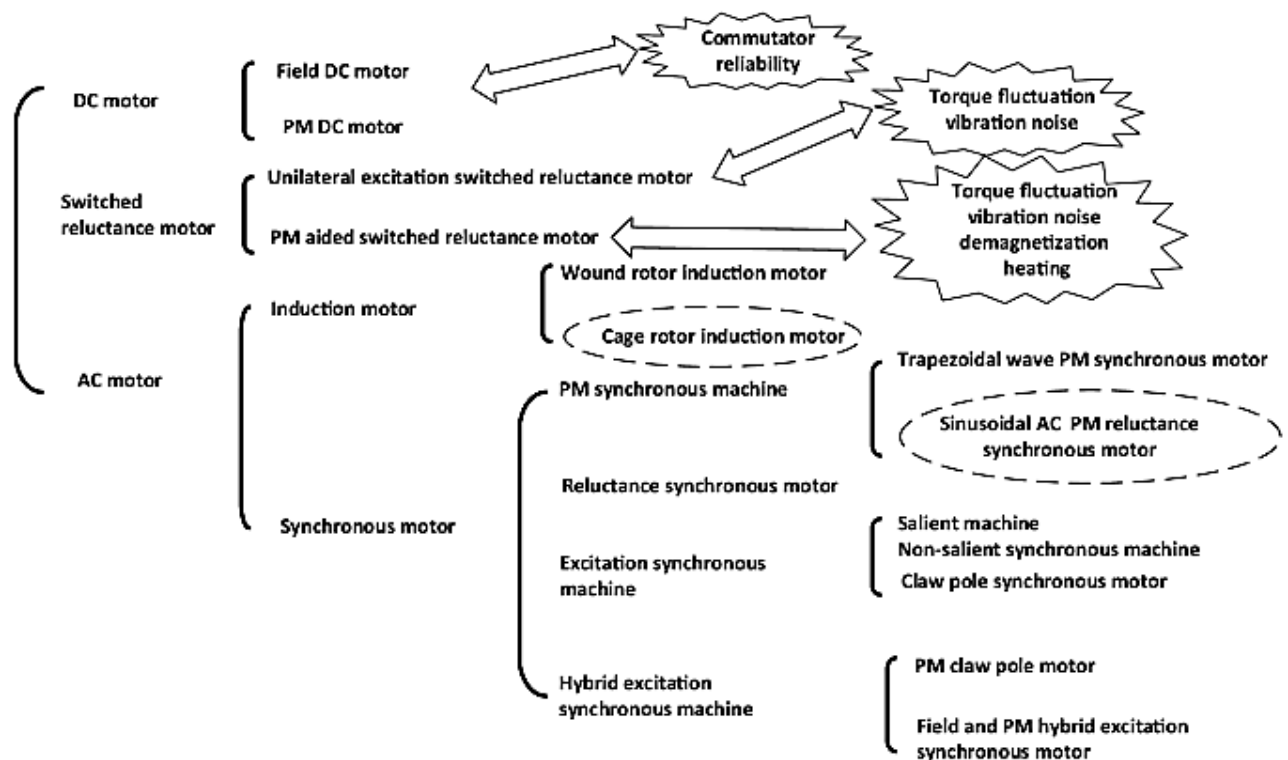 Commutator
reliability
Field DC motor
DC motor
PM DC motor
Torque fluctuation
vibration noise
Unilateral excitation switched reluctance motor
Switched
reluctance motor
PM aided switched reluctance motor
Torque fluctuation
vibration noise
demagnetization
heating
Wound rotor induction motor
Induction motor
Cage rotor induction motor
AC motor
PM synchronous machine
Trapezoidal wave PM synchronous motor
Sinusoidal AC PM reluctance
synchronous motor
Reluctance synchronous motor
Synchronous motor
Salient machine
Non-salient synchronous machine
Claw pole synchronous motor
Excitation synchronous
machine
PM claw pole motor
Hybrid excitation
synchronous machine
Field and PM hybrid excitation
synchronous motor